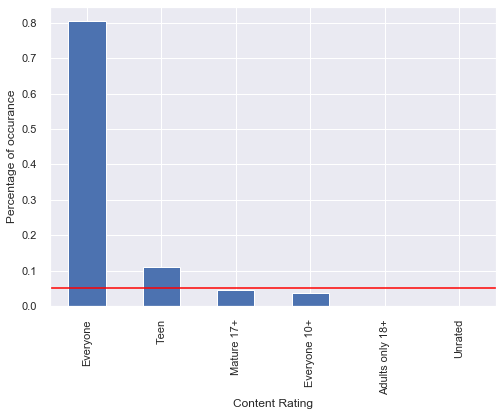 0.8
0.7
0.6
0.5
0.4
0.3
0.2
0.1
0.0
Percentage of occurance
Everyone
Teen
Mature 17+
Everyone 10+
Adults only 18+
Unrated
Content Rating